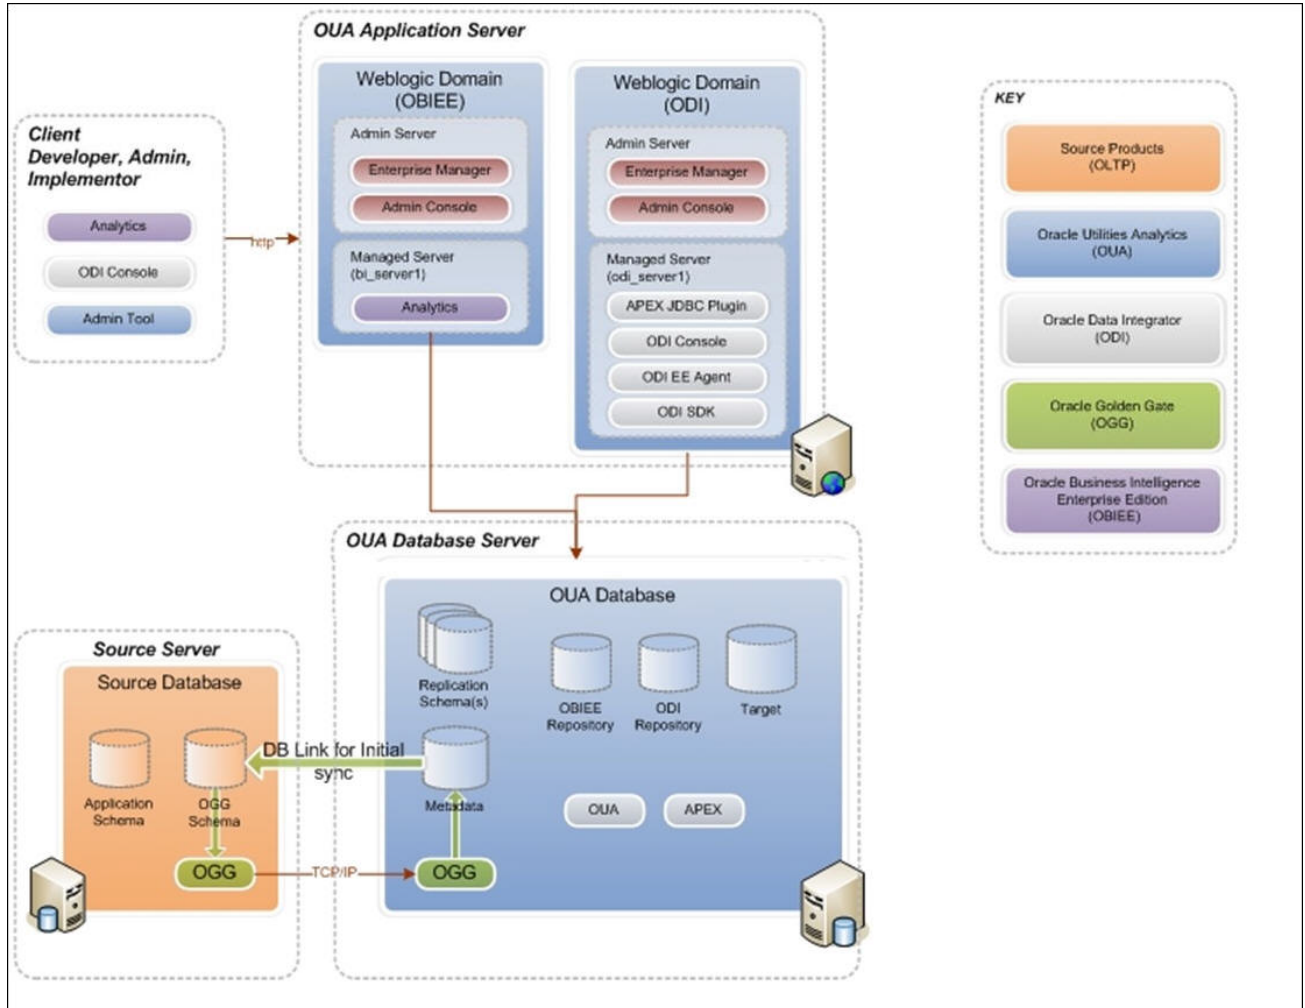 OUA Application Server
Weblogic Domain
(OBIEE)
Admin Server
Enterprise Manager
Admin Console
Managed Server
(bi_server1)
Analytics
Weblogic Domain
(ODI)
Admin Server
Enterprise Manager
Admin Console
Managed Server
(odi_server1)
APEX JDBC Plugin
ODI Console
ODI EE Agent
ODI SDK
Client
Developer, Admin,
Implementor
Analytics
ODI Console
Admin Tool
http
KEY
Source Products
(OLTP)
Oracle Utilities Analytics
(OUA)
Oracle Data Integrator
(ODI)
Oracle Golden Gate
(OGG)
Oracle Business Intelligence
Enterprise Edition
(OBIEE)
OUA Database Server
OUA Database
Replication
Schema(s)
OBIEE
Repository
ODI
Repository
Target
Metadata
OUA
APEX
OGG
Source Server
Source Database
Application
Schema
OGG
Schema
OGG
DB Link for Initial
sync
TCP/IP